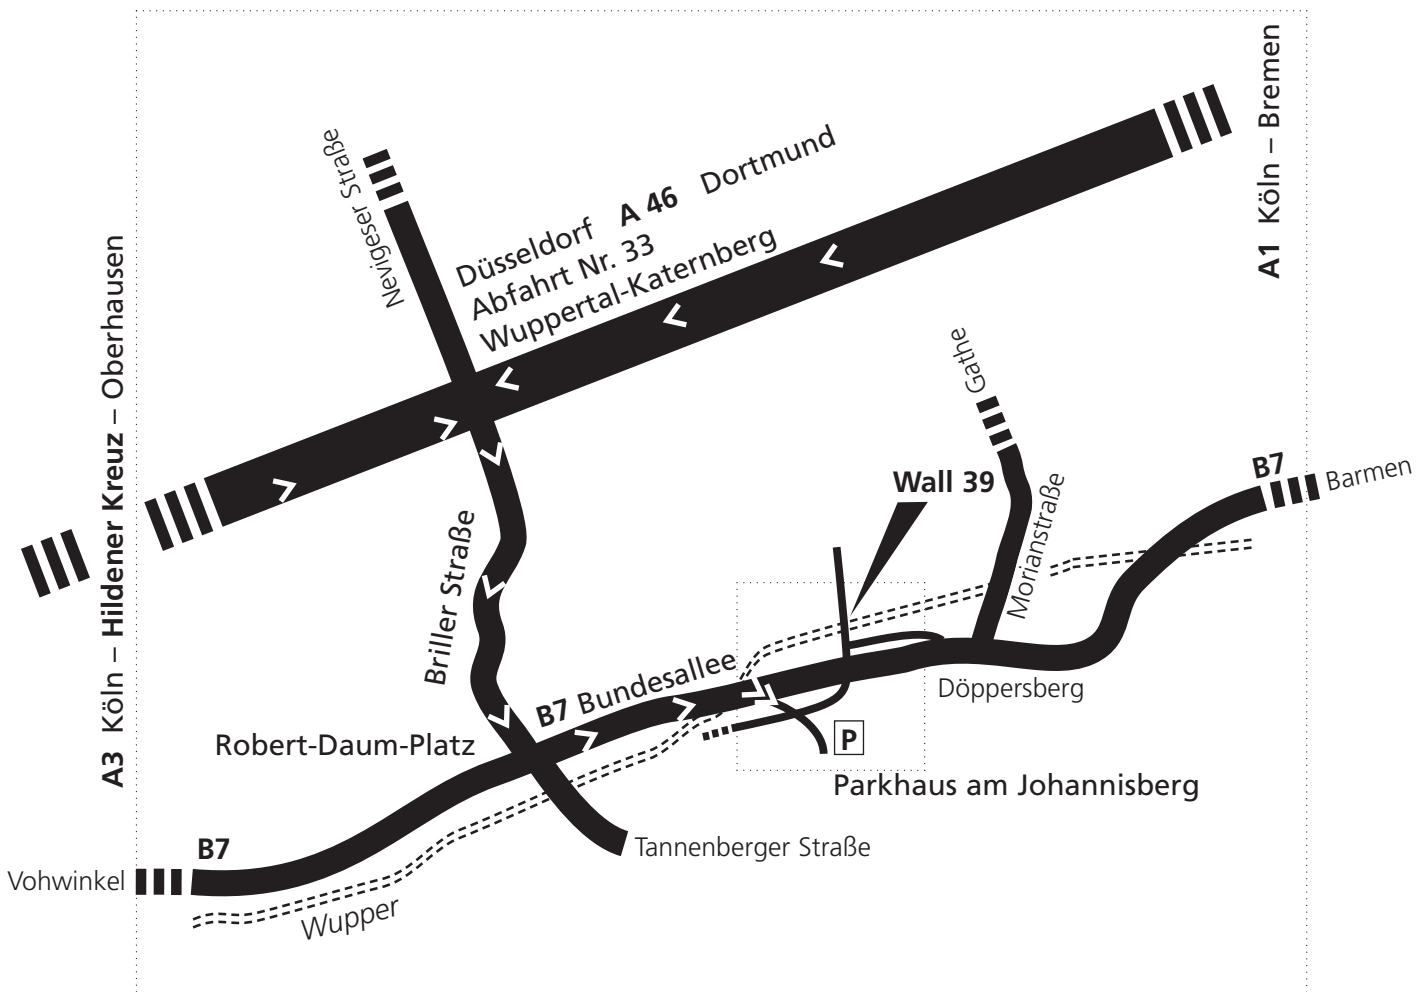 A1 Köln – Bremen
Nevigeser Straße
Düsseldorf A 46 Dortmund
Abfahrt Nr. 33
Wuppertal-Katernberg
A3 Köln – Hildener Kreuz – Oberhausen
Gathe
Wall 39
B7
Barmen
Morianstraße
Briller Straße
B7 Bundesallee
Döppersberg
Robert-Daum-Platz
P
Parkhaus am Johannisberg
Tannenberger Straße
B7
Vohwinkel
Wupper